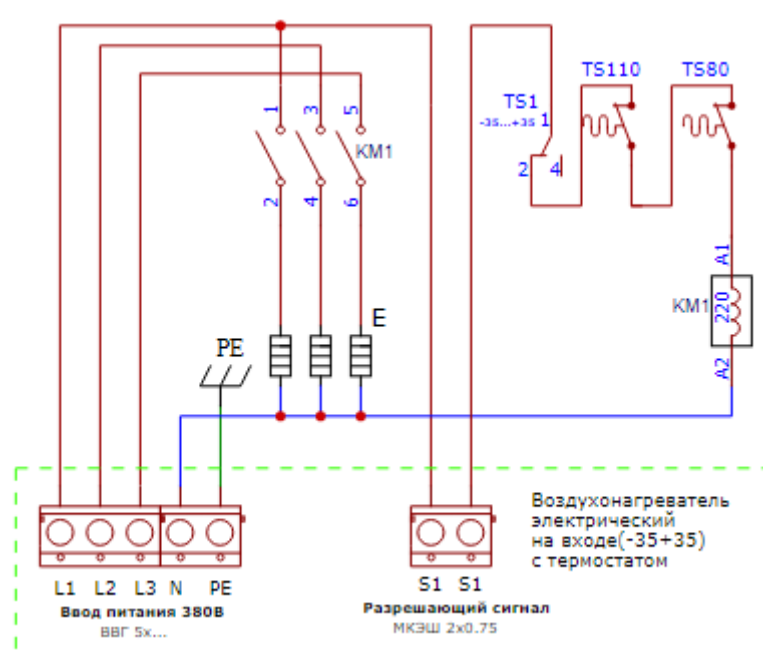 TS110
TS80
TS1
-35...+35
1
2
4
1
3
5
KM1
2
4
6
A1
KM1
220
A2
E
PE
L1 L2 L3 N PE
Ввод питания 380В
ВВГ 5х...
S1 S1
Разрешающий сигнал
МКЭШ 2х0.75
Воздухонагреватель
электрический
на входе(-35+35)
с термостатом